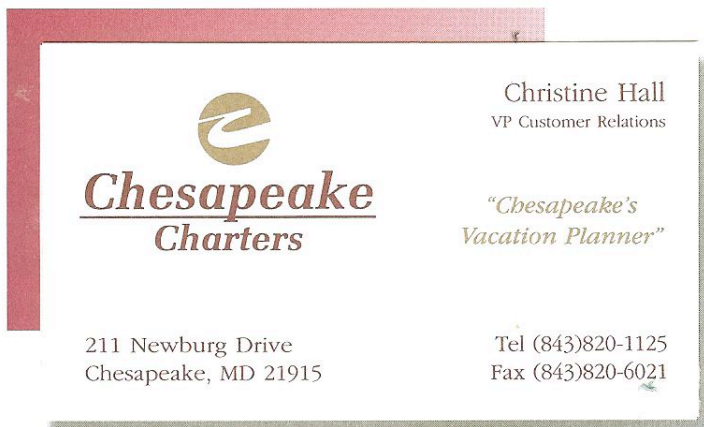 Christine Hall
VP Customer Relations
Chesapeake
Charters
"Chesapeake's
Vacation Planner"
211 Newburg Drive
Chesapeake, MD 21915
Tel (843)820-1125
Fax (843)820-6021